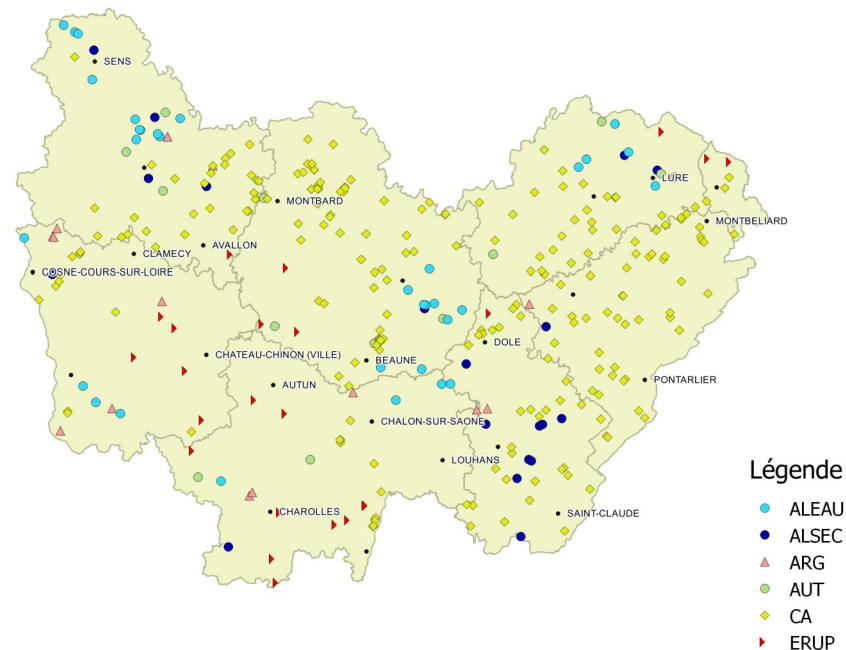 SENS
LURE
MONTBARD
MONTBELIARD
AVALLON
CLAMECY
COSNE-COURS-SUR-LOIRE
DOLE
CHATEAU-CHINON (VILLE)
BEAUNE
PONTARLIER
AUTUN
CHALON-SUR-SAONE
LOUHANS
CHAROLLES
SAINT-CLAUDE
Légende
ALEAU
ALSEC
ARG
AUT
CA
ERUP